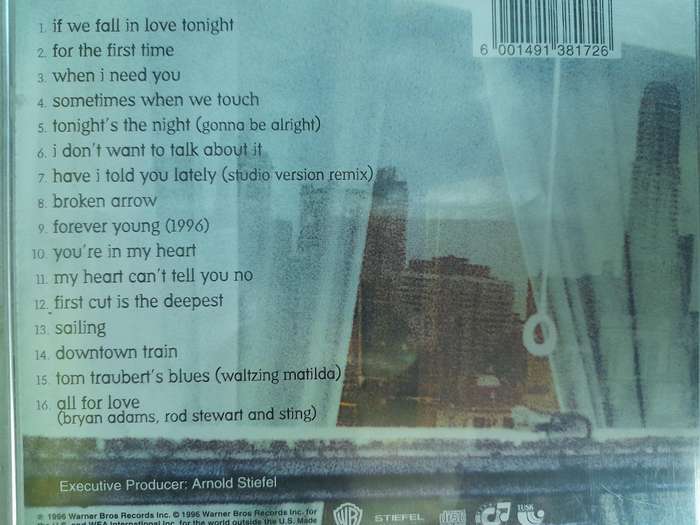 6 001491 381726
1. if we fall in love tonight
2. for the first time
3. when i need you
4. sometimes when we touch
5. tonight's the night (gonna be alright)
6. i don't want to talk about it
7. have i told you lately (studio version remix)
8. broken arrow
9. forever young (1996)
10. you're in my heart
11. my heart can't tell you no
12. first cut is the deepest
13. sailing
14. downtown train
15. tom traubert's blues (waltzing matilda)
16. all for love
(bryan adams, rod stewart and sting)
Executive Producer: Arnold Stiefel
℗ 1996 Warner Bros Records Inc. © 1996 Warner Bros Records Inc. for
the U.S. and WEA International Inc. for the world outside the U.S. Made
WB STIEFEL disc TUSK